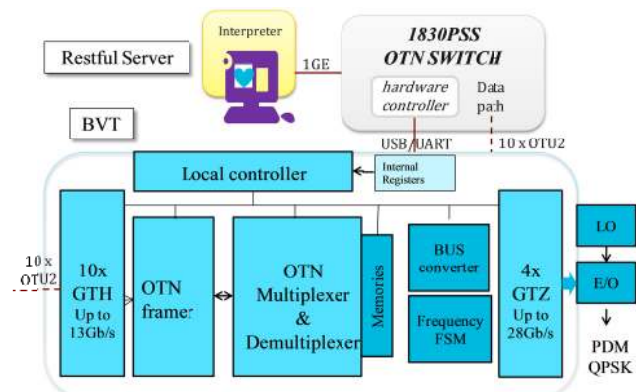 Interpreter
Restful Server
1GE
1830PSS
OTN SWITCH
hardware
controller
Data
path
BVT
USB/UART
10 x OTU2
Local controller
Internal
Registers
10 x
OTU2
10x
GTH
Up to
13Gb/s
OTN
framer
OTN
Multiplexer
&
Demultiplexer
Memories
BUS
converter
Frequency
FSM
4x
GTZ
Up to
28Gb/s
LO
E/O
PDM
QPSK